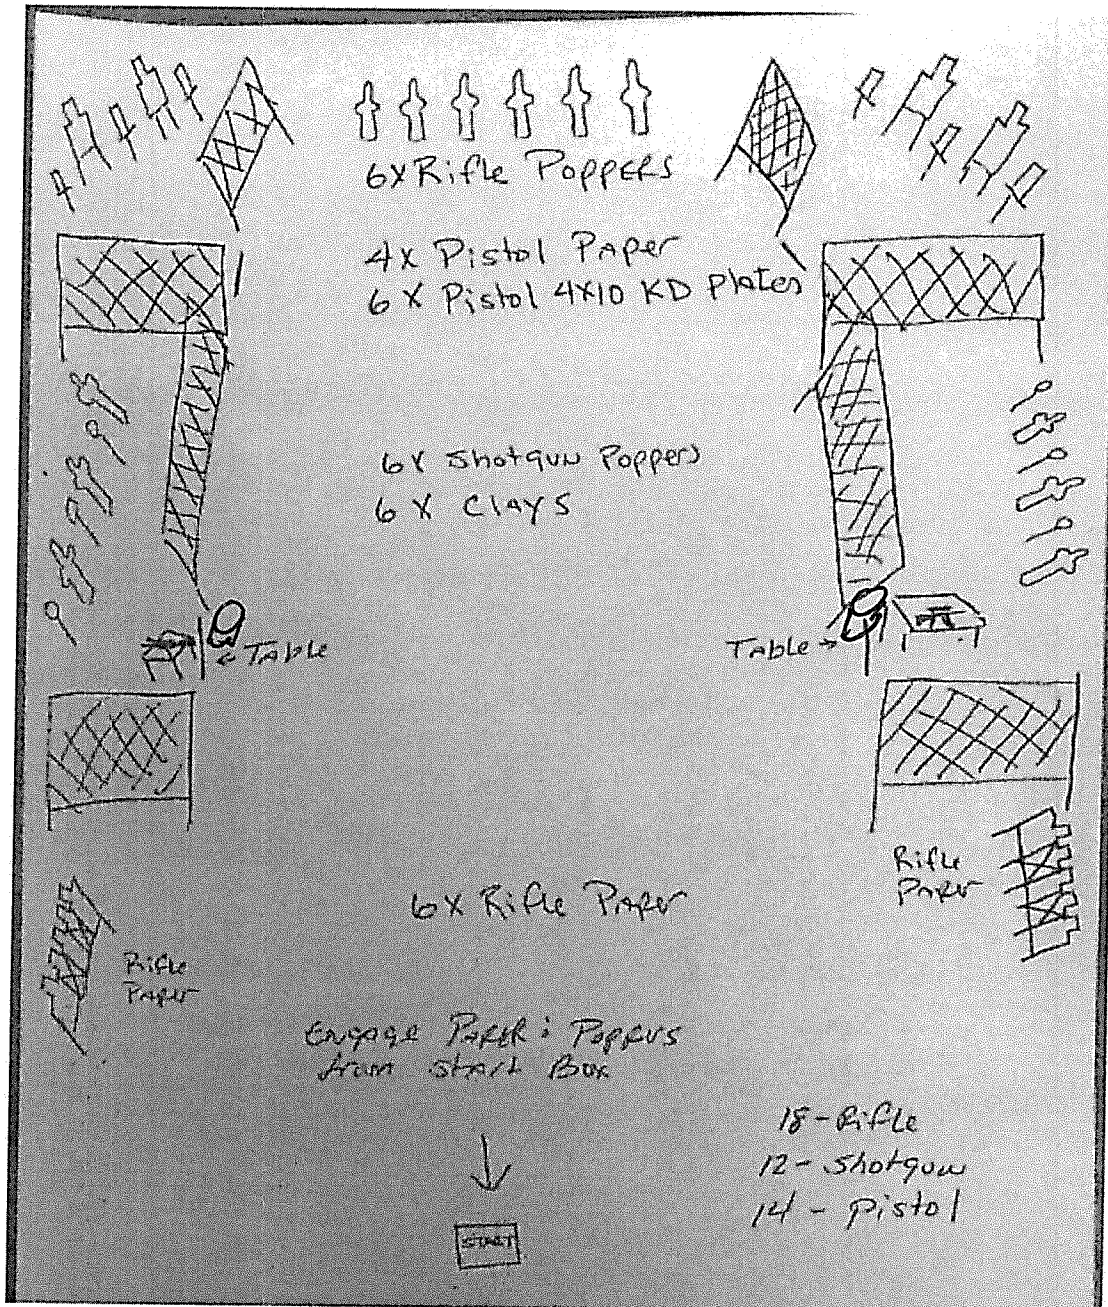 6X Rifle Poppers
4X Pistol Paper
6 X Pistol 4X10 KD Plates
6X Shotgun Poppers
6 X Clays
← Table
Table →
Rifle
Paper
6X Rifle Paper
Rifle
Paper
Engage Paper & Poppers
from Start Box
18 - Rifle
12 - Shotgun
14 - Pistol
START